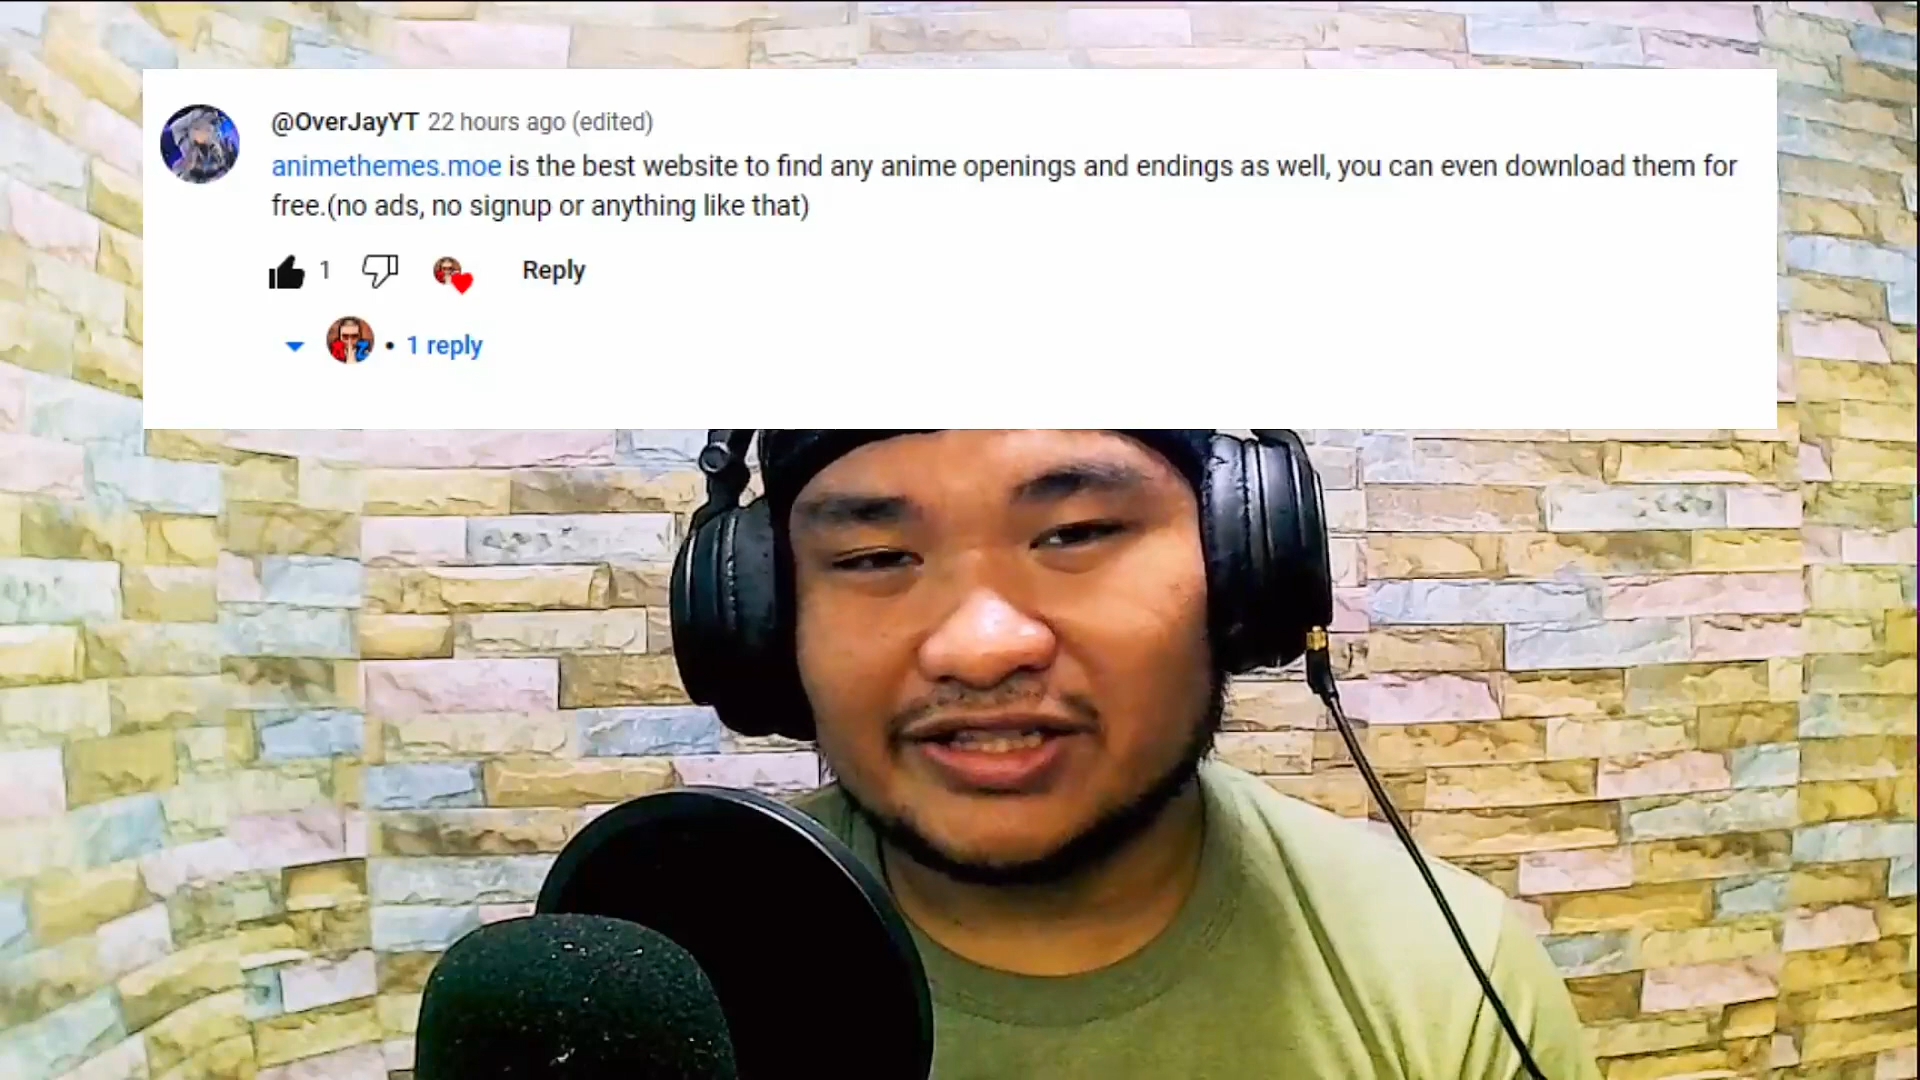 @OverJayYT 22 hours ago (edited)
animethemes.moe is the best website to find any anime openings and endings as well, you can even download them for
free.(no ads, no signup or anything like that)
1 Reply
• 1 reply